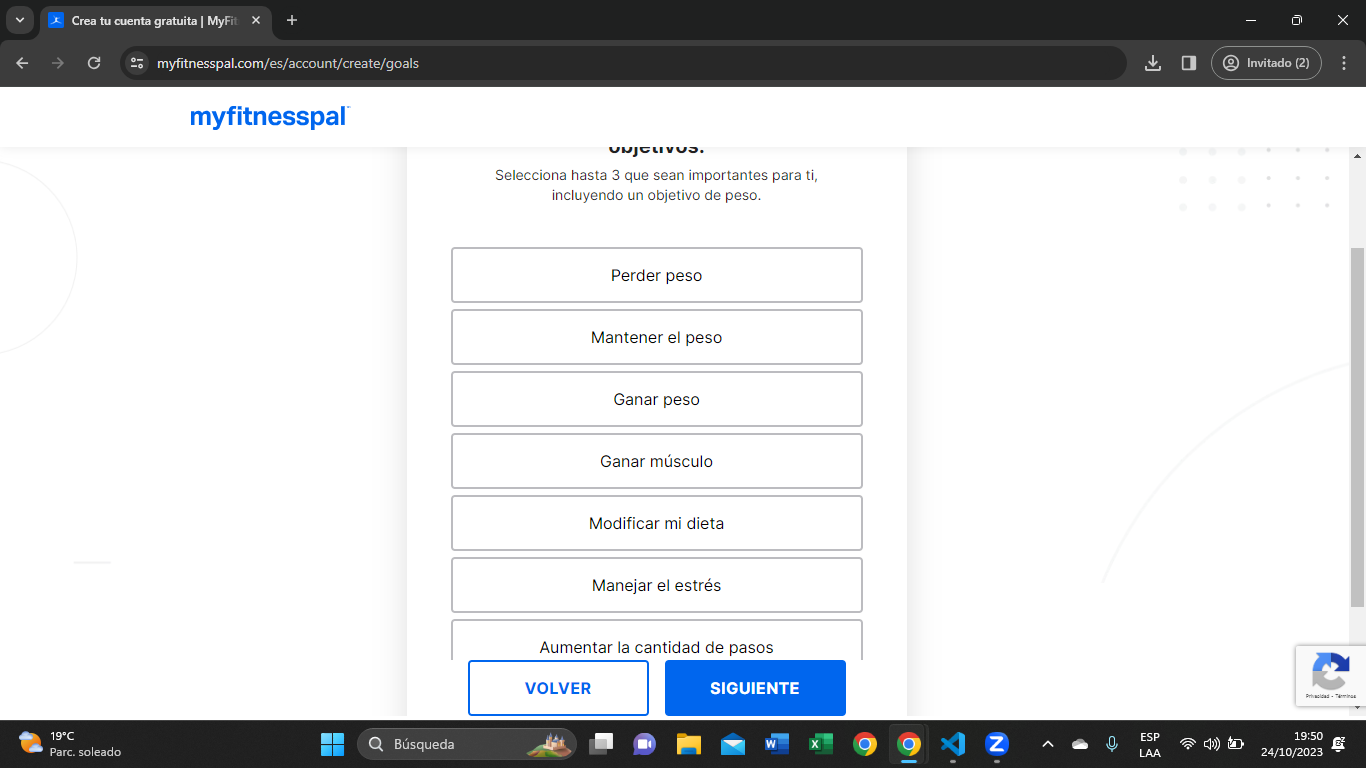 Crea tu cuenta gratuita | MyFit
myfitnesspal.com/es/account/create/goals
Invitado (2)
myfitnesspal
objetivos.
Selecciona hasta 3 que sean importantes para ti,
incluyendo un objetivo de peso.
Perder peso
Mantener el peso
Ganar peso
Ganar músculo
Modificar mi dieta
Manejar el estrés
Aumentar la cantidad de pasos
VOLVER
SIGUIENTE
Privacidad - Términos
19°C
Parc. soleado
Búsqueda
ESP
LAA
19:50
24/10/2023